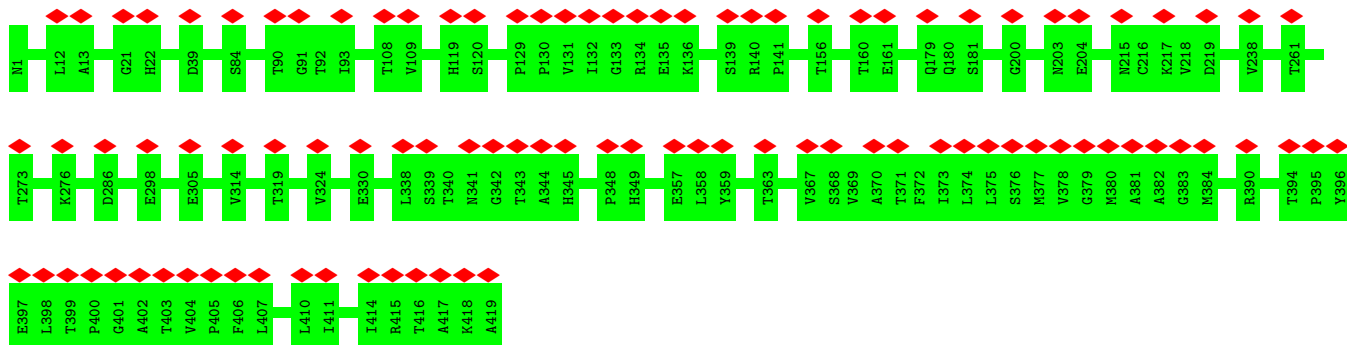 N1 L12 A13 G21 H22 D39 S84 T90 G91 T92 I93 T108 V109 H119 S120 P129 P130 V131 I132 G133 R134 E135 K136 S139 R140 P141 T156 T160 E161 Q179 Q180 S181 G200 N203 E204 N215 C216 K217 V218 D219 V238 T261
T273 K276 D286 E298 E305 V314 T319 V324 E330 L338 S339 T340 N341 G342 T343 A344 H345 P348 H349 E357 L358 Y359 T363 V367 S368 V369 A370 T371 F372 I373 L374 L375 S376 M377 V378 G379 M380 A381 A382 G383 M384 R390 T394 P395 Y396
E397 L398 T399 P400 G401 A402 T403 V404 P405 F406 L407 L410 I411 I414 R415 T416 A417 K418 A419